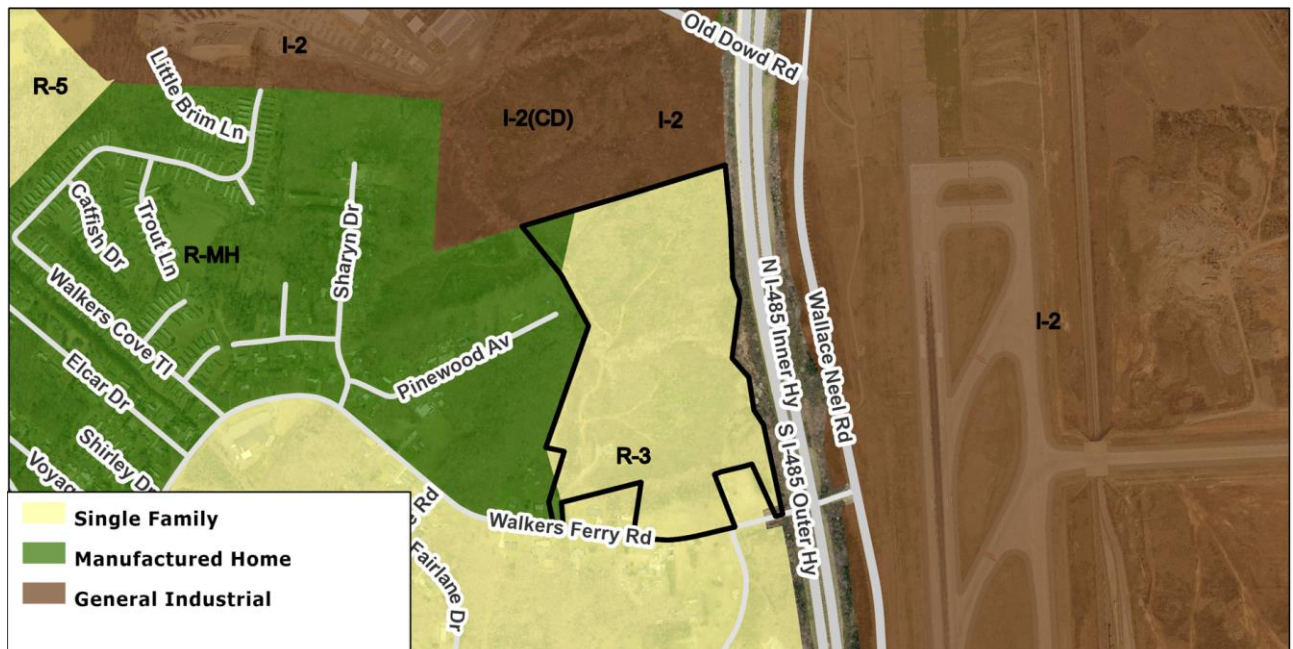 I-2
Old Dowd Rd
R-5
Little Brim Ln
I-2(CD)
I-2
Catfish Dr
Trout Ln
Sharyn Dr
R-MH
Walkers Cove Tl
Elcar Dr
Pinewood Av
N I-485 Inner Hy
S I-485 Outer Hy
Wallace Neel Rd
I-2
Shirley Dr
Voyag
R-3
Walkers Ferry Rd
e Rd
Fairlane Dr
Single Family
Manufactured Home
General Industrial